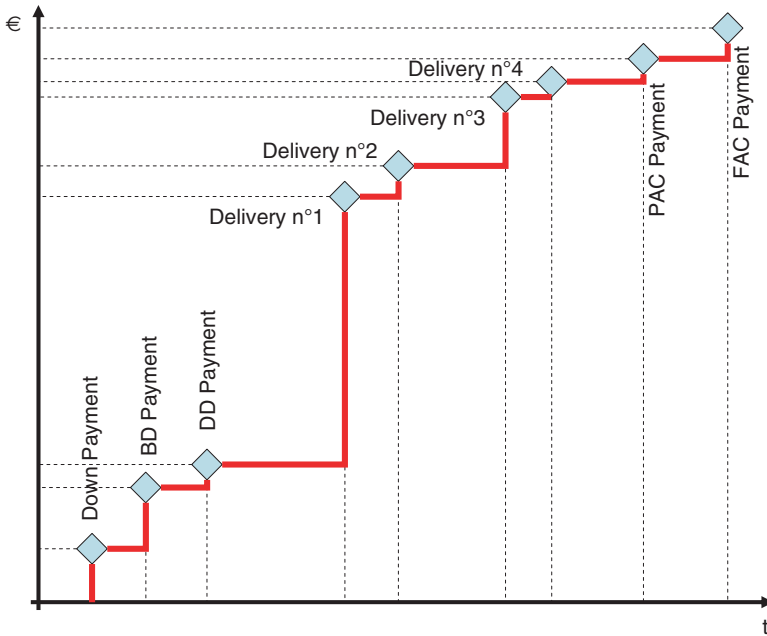 €
Delivery n°4
Delivery n°3
Delivery n°2
Delivery n°1
Down Payment
BD Payment
DD Payment
PAC Payment
FAC Payment
t